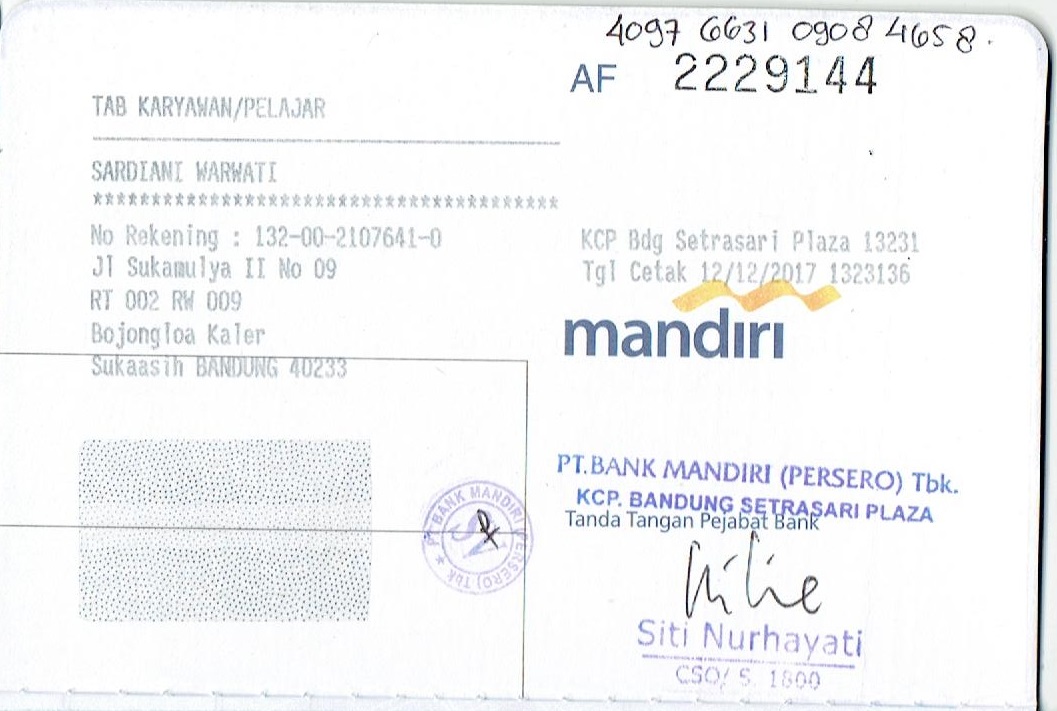 4097 6631 0908 4658.
AF 2229144
TAB KARYAWAN/PELAJAR
SARDIANI WARWATI
******************************************
No Rekening : 132-00-2107641-0
Jl Sukamulya II No 09
RT 002 RW 009
Bojongloa Kaler
Sukaasih BANDUNG 40233
KCP Bdg Setrasari Plaza 13231
Tgl Cetak 12/12/2017 1323136
mandiri
PT.BANK MANDIRI (PERSERO) Tbk.
KCP. BANDUNG SETRASARI PLAZA
Tanda Tangan Pejabat Bank
PT BANK MANDIRI (PERSERO) Tbk
Siti Nurhayati
CSO/ S. 1800